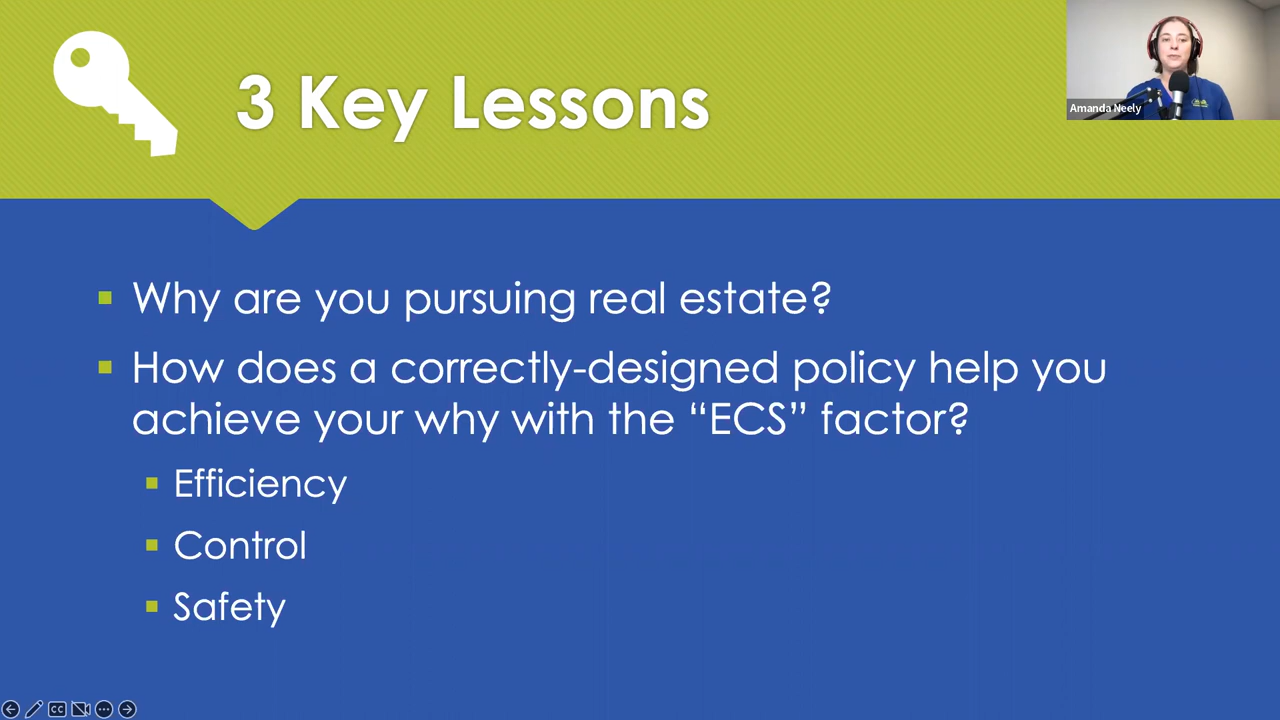 3 Key Lessons
Amanda Neely
Why are you pursuing real estate?
How does a correctly-designed policy help you
achieve your why with the “ECS” factor?
Efficiency
Control
Safety
CC